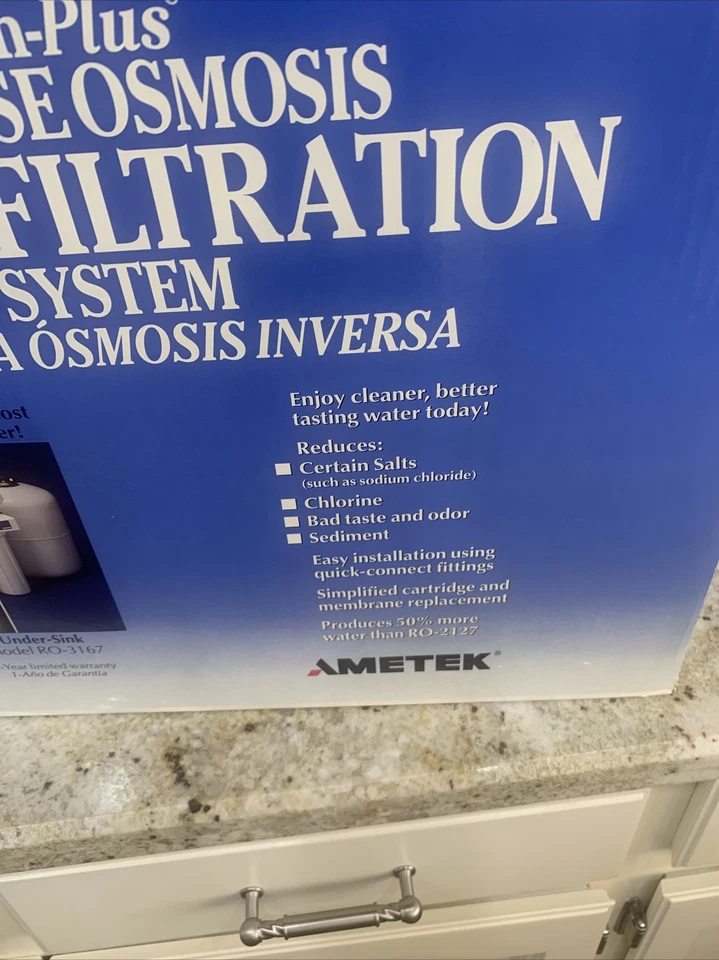 n-Plus®
SE OSMOSIS
FILTRATION
SYSTEM
A ÓSMOSIS INVERSA
ost
er!
Enjoy cleaner, better
tasting water today!
Reduces:
Certain Salts
(such as sodium chloride)
Chlorine
Bad taste and odor
Sediment
Easy installation using
quick-connect fittings
Simplified cartridge and
membrane replacement
Produces 50% more
water than RO-2127
Under-Sink
odel RO-3167
-Year limited warranty
1-Año de Garantía
AMETEK®